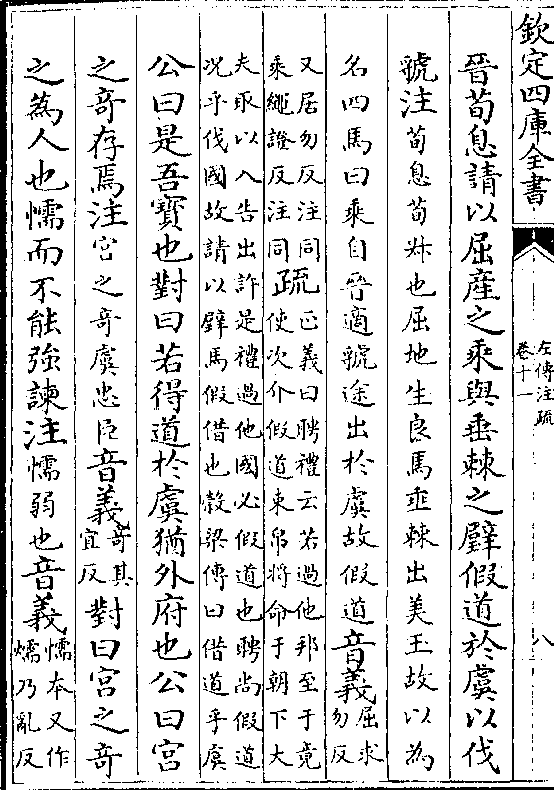 欽定四庫全書
左傳注疏
卷十一
八
晉荀息請以屈產之乘與垂棘之璧假道於虞以伐
虢注荀息荀叔也屈地生良馬垂棘出美玉故以為
名四馬曰乘自晉適虢途出於虞故假道音義屈求
勿反
又居勿反注同
乘繩證反注同疏正義曰聘禮云若過他邦至于竟
使次介假道束帛將命于朝下大
夫取以入告出許是禮過他國必假道也聘尚假道
況乎伐國故請以璧馬假借也穀梁傳曰借道乎虞
公曰是吾寶也對曰若得道於虞猶外府也公曰宮
之奇存焉注宮之奇虞忠臣音義奇其
宜反對曰宮之奇
之為人也懦而不能強諫注懦弱也音義懦本又作
㬉乃亂反